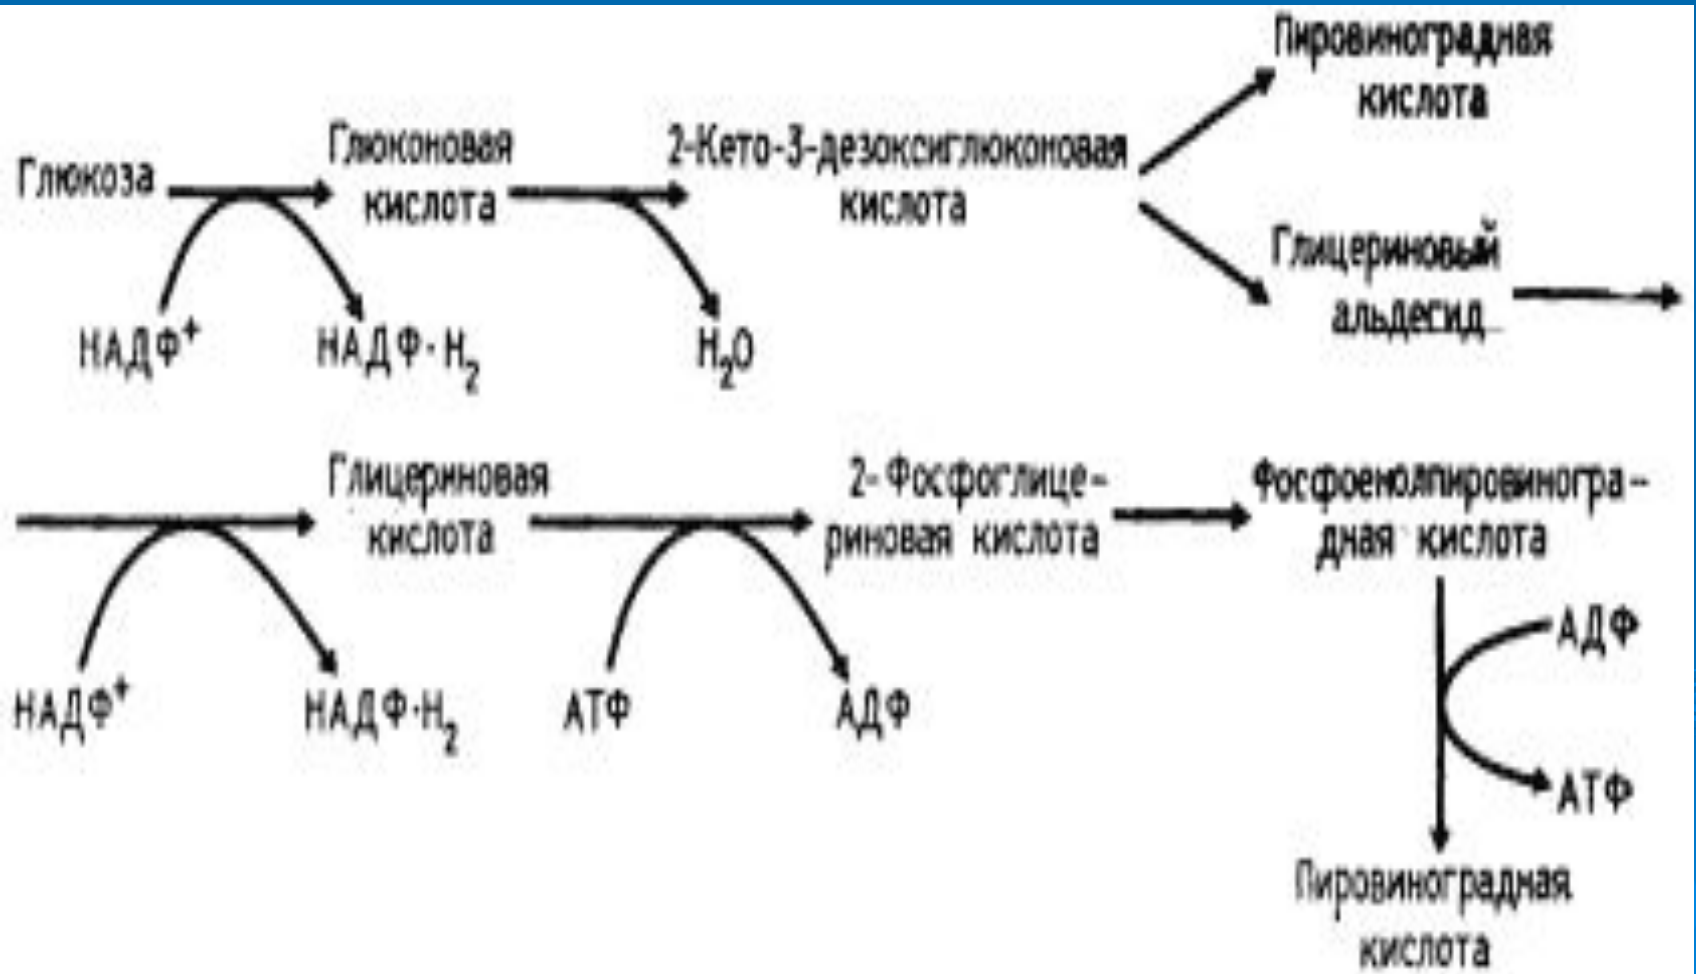 Пировиноградная
кислота
Глюкоза
Глюконовая
кислота
2-Кето-3-дезоксиглюконовая
кислота
Глицериновый
альдегид
НАДФ⁺
НАДФ·H₂
H₂O
Глицериновая
кислота
2-Фосфоглице-
риновая кислота
Фосфоенолпировиногра-
дная кислота
НАДФ⁺
НАДФ·H₂
АТФ
АДФ
АДФ
АТФ
Пировиноградная
кислота